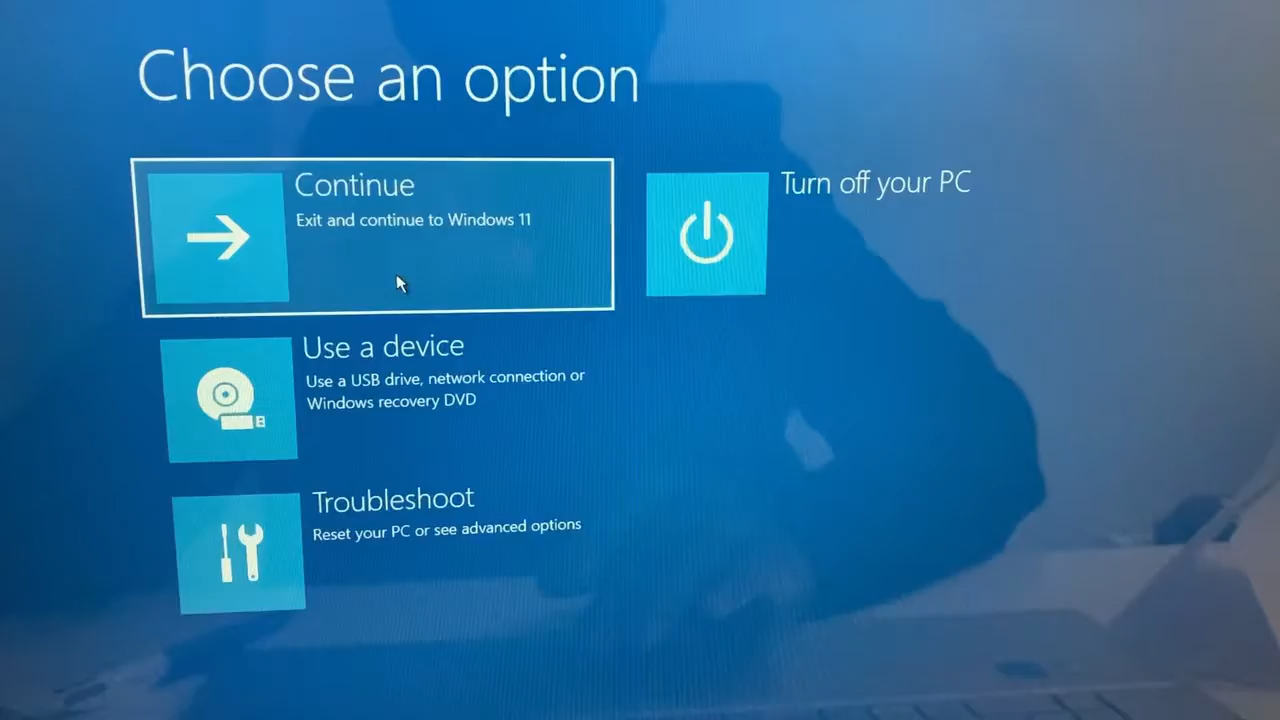 Choose an option
Continue
Exit and continue to Windows 11
Turn off your PC
Use a device
Use a USB drive, network connection or
Windows recovery DVD
Troubleshoot
Reset your PC or see advanced options